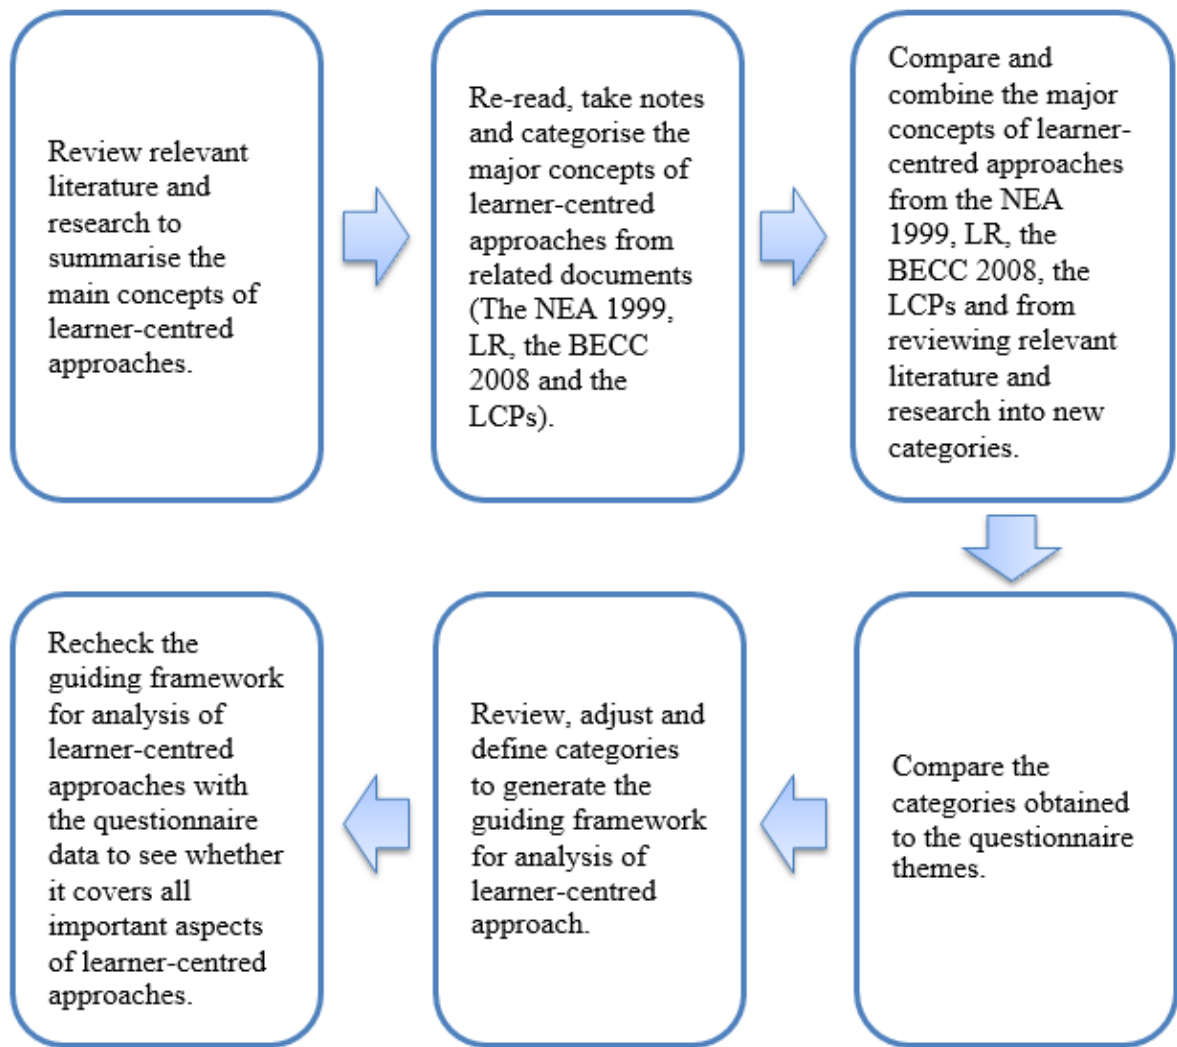 Review relevant
literature and
research to
summarise the
main concepts of
learner-centred
approaches.
Re-read, take notes
and categorise the
major concepts of
learner-centred
approaches from
related documents
(The NEA 1999,
LR, the BECC
2008 and the
LCPs).
Compare and
combine the major
concepts of learner-
centred approaches
from the NEA
1999, LR, the
BECC 2008, the
LCPs and from
reviewing relevant
literature and
research into new
categories.
Compare the
categories obtained
to the questionnaire
themes.
Review, adjust and
define categories
to generate the
guiding framework
for analysis of
learner-centred
approach.
Recheck the
guiding framework
for analysis of
learner-centred
approaches with
the questionnaire
data to see whether
it covers all
important aspects
of learner-centred
approaches.